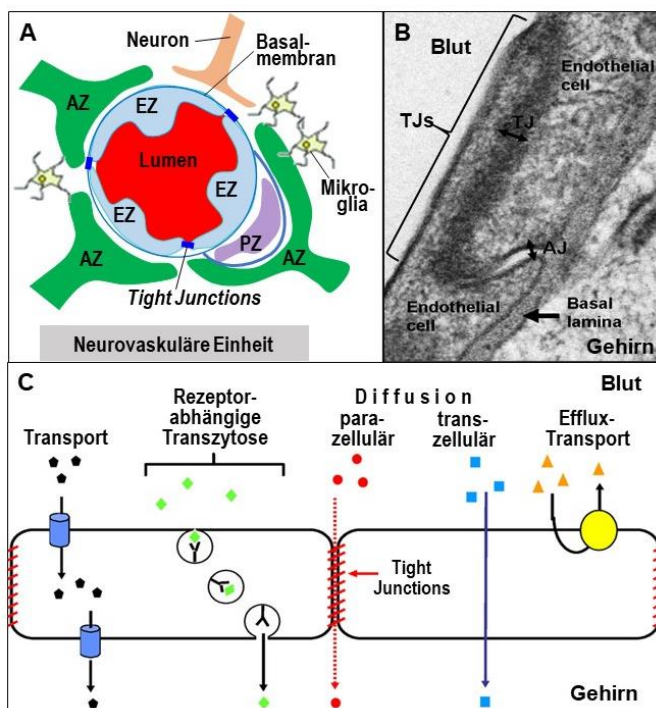 A
Neuron
Basal-
membran
AZ
EZ
Lumen
EZ
EZ
Mikro-
glia
AZ
PZ
AZ
Tight Junctions
Neurovaskuläre Einheit
B
Blut
Endothelial
cell
TJs
TJ
AJ
Endothelial
cell
Basal
lamina
Gehirn
C
Blut
Transport
Rezeptor-
abhängige
Transzytose
Diffusion
para-
zellulär
trans-
zellulär
Efflux-
Transport
Tight
Junctions
Gehirn